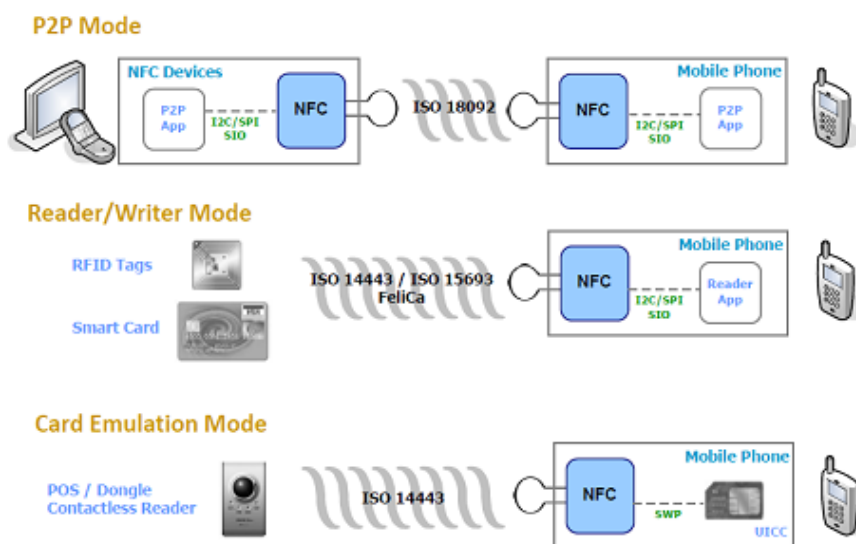 P2P Mode
NFC Devices
P2P
App
I2C/SPI
SIO
NFC
ISO 18092
Mobile Phone
NFC
I2C/SPI
SIO
P2P
App
Reader/Writer Mode
RFID Tags
Smart Card
ISO 14443 / ISO 15693
FeliCa
Mobile Phone
NFC
I2C/SPI
SIO
Reader
App
Card Emulation Mode
POS / Dongle
Contactless Reader
ISO 14443
Mobile Phone
NFC
SWP
UICC